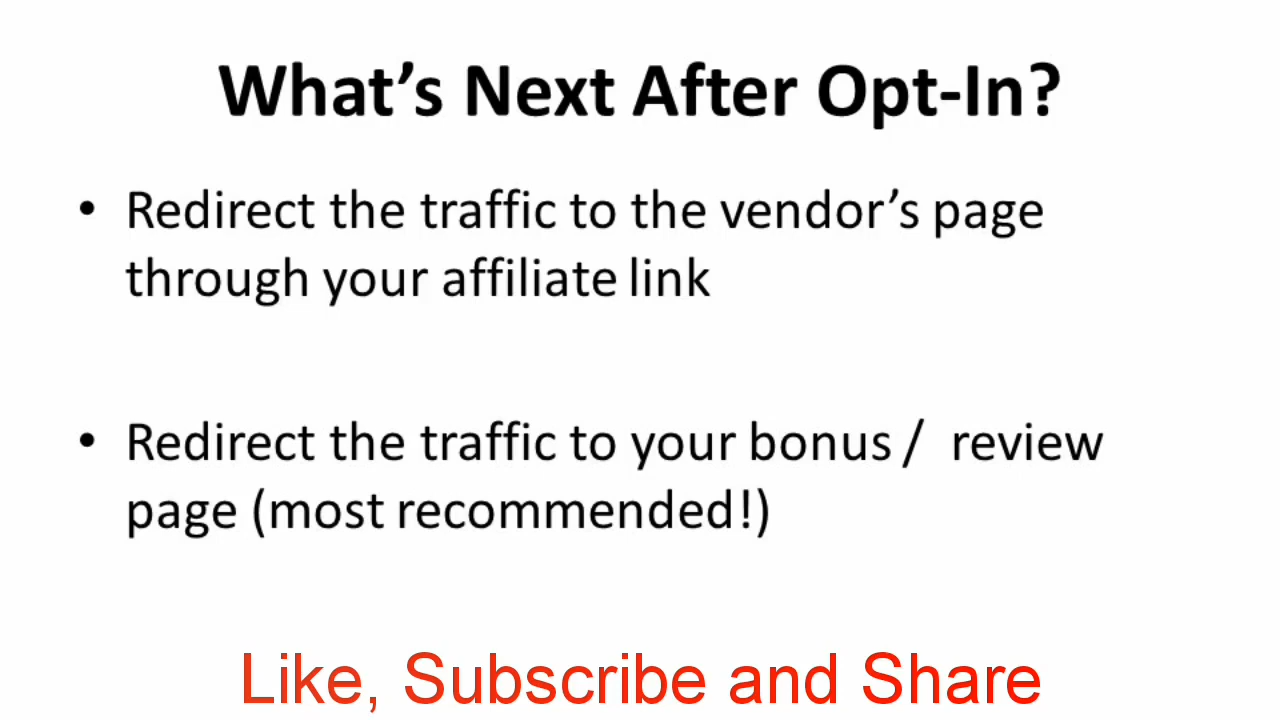 What’s Next After Opt-In?
• Redirect the traffic to the vendor’s page
through your affiliate link
• Redirect the traffic to your bonus /  review
page (most recommended!)
Like, Subscribe and Share